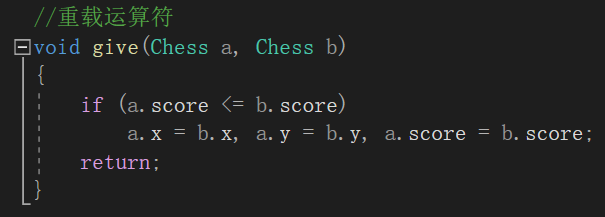 //重载运算符
void give(Chess a, Chess b)
{
if (a.score <= b.score)
a.x = b.x, a.y = b.y, a.score = b.score;
return;
}